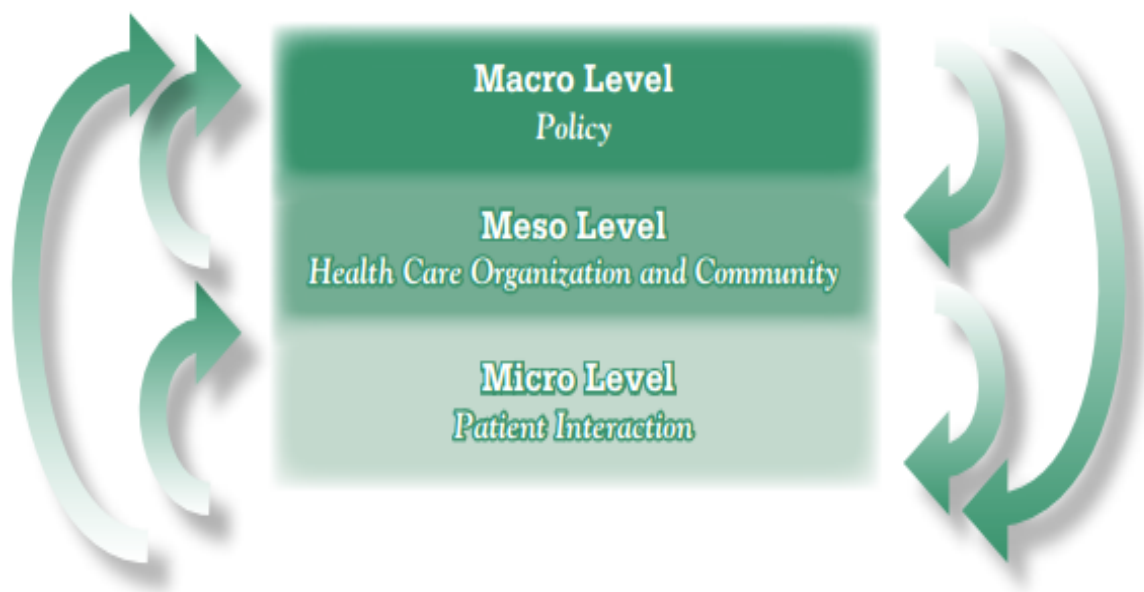 Macro Level
Policy
Meso Level
Health Care Organization and Community
Micro Level
Patient Interaction